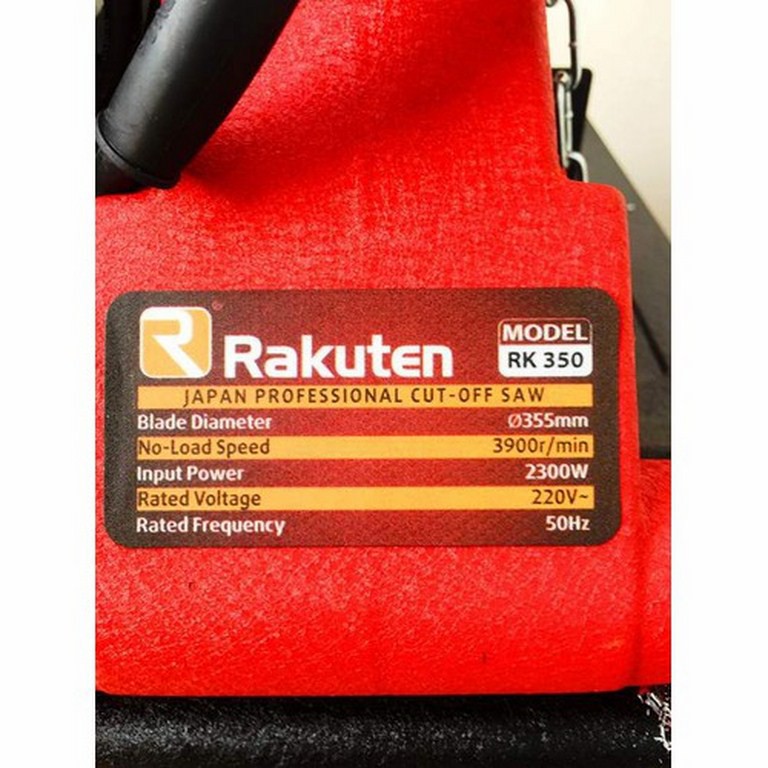 R Rakuten
MODEL
RK 350
JAPAN PROFESSIONAL CUT-OFF SAW
Blade Diameter Ø355mm
No-Load Speed 3900r/min
Input Power 2300W
Rated Voltage 220V~
Rated Frequency 50Hz